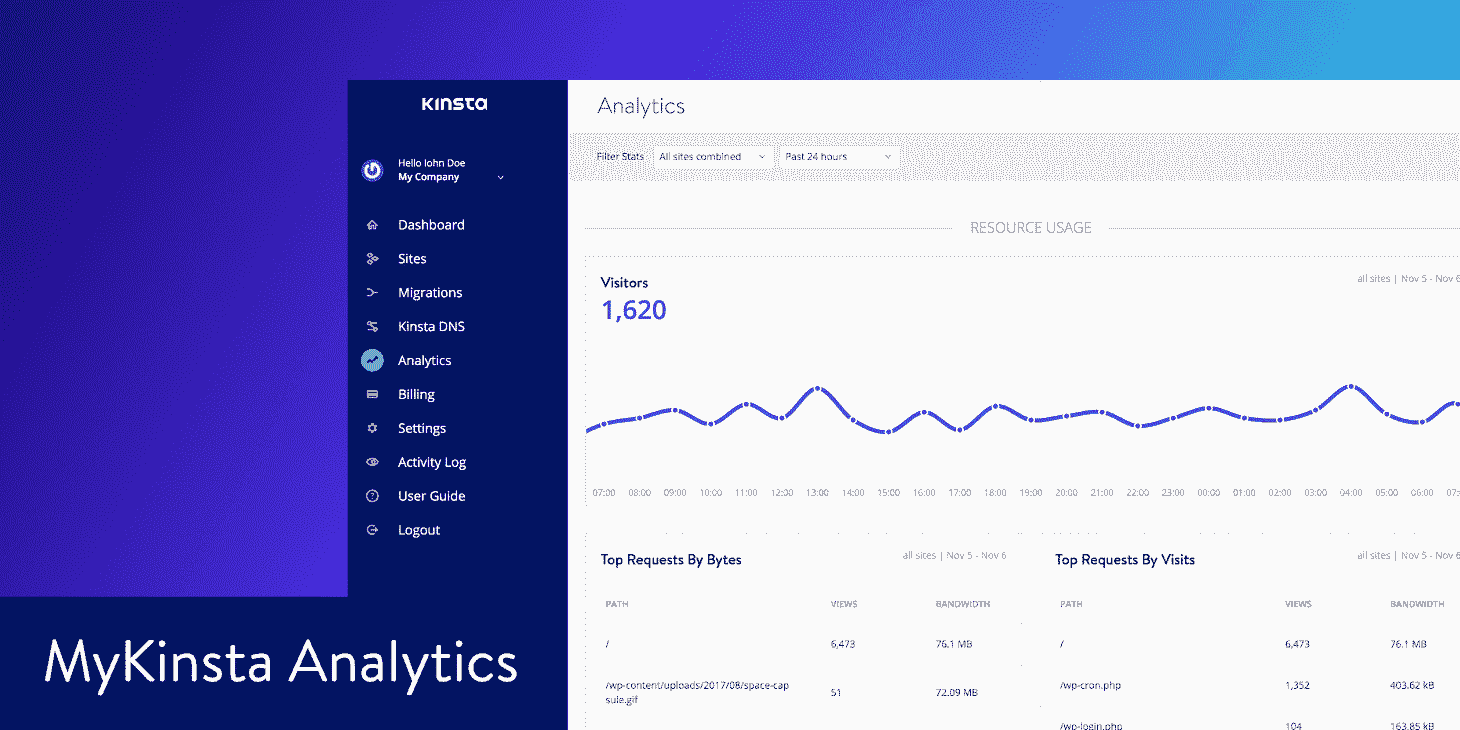 Kinsta
Hello John Doe
My Company
Dashboard
Sites
Migrations
Kinsta DNS
Analytics
Billing
Settings
Activity Log
User Guide
Logout
MyKinsta Analytics
Analytics
Filter Stats All sites combined Past 24 hours
RESOURCE USAGE
Visitors all sites | Nov 5 - Nov 6
1,620
07:00 08:00 09:00 10:00 11:00 12:00 13:00 14:00 15:00 16:00 17:00 18:00 19:00 20:00 21:00 22:00 23:00 00:00 01:00 02:00 03:00 04:00 05:00 06:00 07:
Top Requests By Bytes all sites | Nov 5 - Nov 6
PATH VIEWS BANDWIDTH
/ 6,473 76.1 MB
/wp-content/uploads/2017/08/space-cap
sule.gif 51 72.09 MB
Top Requests By Visits all sites | Nov 5 - Nov 6
PATH VIEWS BANDWIDTH
/ 6,473 76.1 MB
/wp-cron.php 1,352 403.62 kB
/wp-login.php 104 163.85 kB